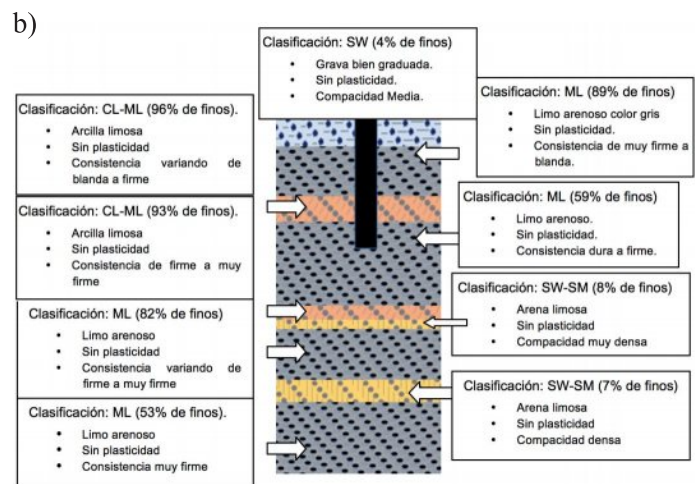 b)
Clasificación: SW (4% de finos)
• Grava bien graduada.
• Sin plasticidad.
• Compacidad Media.
Clasificación: CL-ML (96% de finos).
• Arcilla limosa
• Sin plasticidad
• Consistencia variando de
blanda a firme
Clasificación: CL-ML (93% de finos).
• Arcilla limosa
• Sin plasticidad
• Consistencia de firme a muy
firme
Clasificación: ML (82% de finos)
• Limo arenoso
• Sin plasticidad
• Consistencia variando de
firme a muy firme
Clasificación: ML (53% de finos).
• Limo arenoso
• Sin plasticidad
• Consistencia muy firme
Clasificación: ML (89% de finos)
• Limo arenoso color gris
• Sin plasticidad.
• Consistencia de muy firme a
blanda.
Clasificación: ML (59% de finos)
• Limo arenoso.
• Sin plasticidad.
• Consistencia dura a firme.
Clasificación: SW-SM (8% de finos)
• Arena limosa
• Sin plasticidad
• Compacidad muy densa
Clasificación: SW-SM (7% de finos)
• Arena limosa
• Sin plasticidad
• Compacidad densa